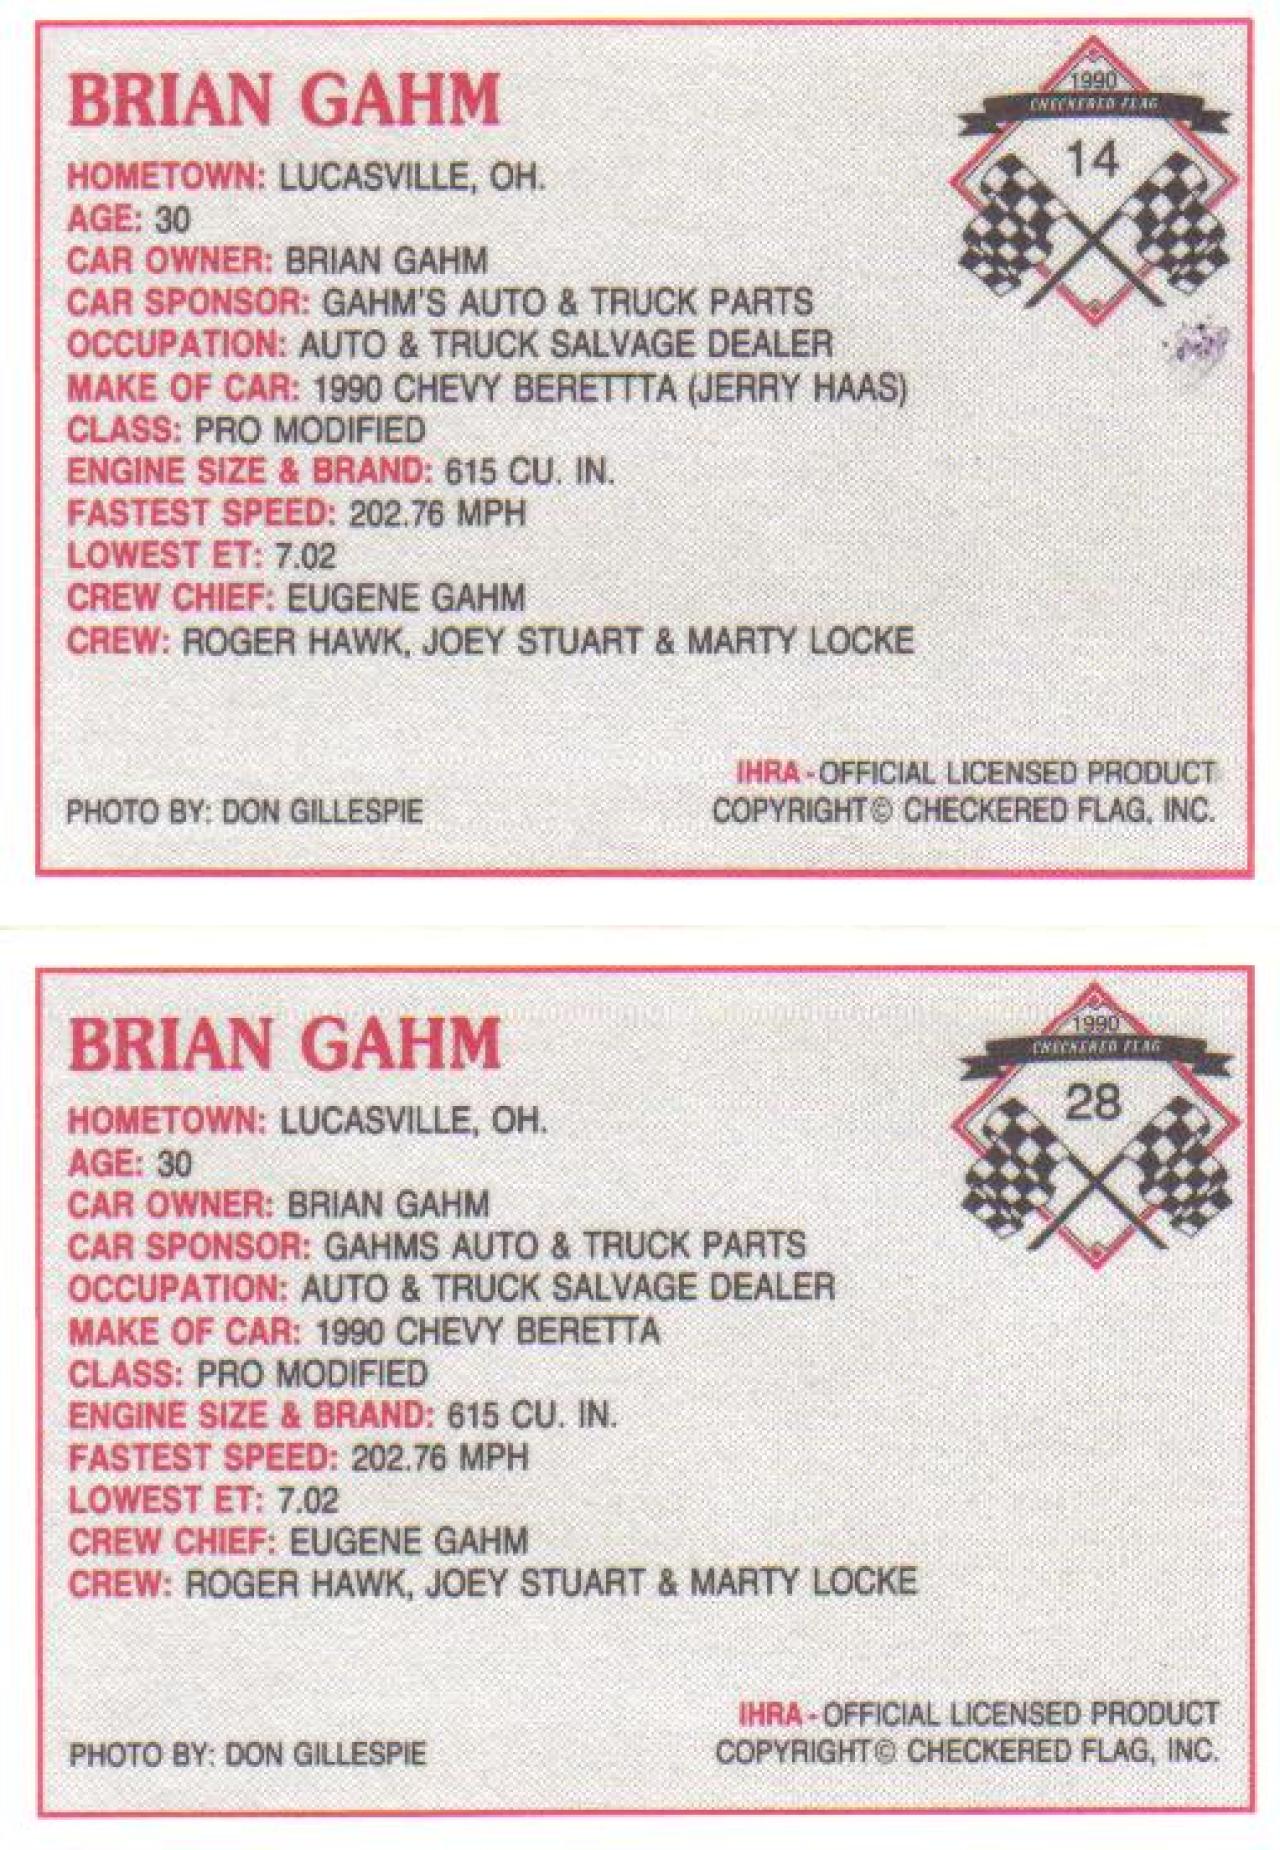 BRIAN GAHM
1990
CHECKERED FLAG
14
HOMETOWN: LUCASVILLE, OH.
AGE: 30
CAR OWNER: BRIAN GAHM
CAR SPONSOR: GAHM'S AUTO & TRUCK PARTS
OCCUPATION: AUTO & TRUCK SALVAGE DEALER
MAKE OF CAR: 1990 CHEVY BERETTTA (JERRY HAAS)
CLASS: PRO MODIFIED
ENGINE SIZE & BRAND: 615 CU. IN.
FASTEST SPEED: 202.76 MPH
LOWEST ET: 7.02
CREW CHIEF: EUGENE GAHM
CREW: ROGER HAWK, JOEY STUART & MARTY LOCKE
IHRA - OFFICIAL LICENSED PRODUCT
PHOTO BY: DON GILLESPIE
COPYRIGHT © CHECKERED FLAG, INC.
BRIAN GAHM
1990
CHECKERED FLAG
28
HOMETOWN: LUCASVILLE, OH.
AGE: 30
CAR OWNER: BRIAN GAHM
CAR SPONSOR: GAHMS AUTO & TRUCK PARTS
OCCUPATION: AUTO & TRUCK SALVAGE DEALER
MAKE OF CAR: 1990 CHEVY BERETTA
CLASS: PRO MODIFIED
ENGINE SIZE & BRAND: 615 CU. IN.
FASTEST SPEED: 202.76 MPH
LOWEST ET: 7.02
CREW CHIEF: EUGENE GAHM
CREW: ROGER HAWK, JOEY STUART & MARTY LOCKE
IHRA - OFFICIAL LICENSED PRODUCT
PHOTO BY: DON GILLESPIE
COPYRIGHT © CHECKERED FLAG, INC.